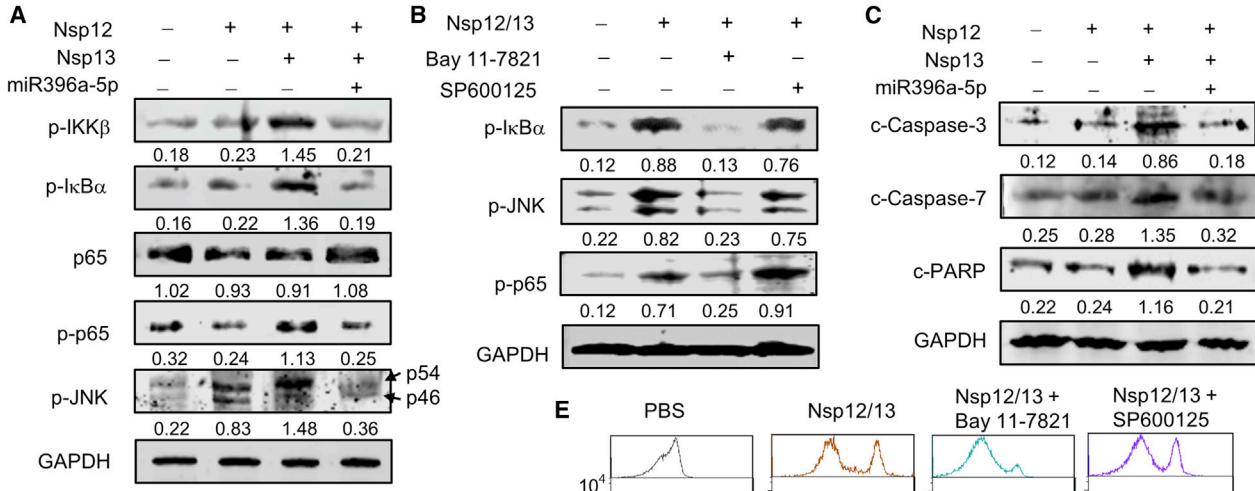 A
Nsp12 – + + +
Nsp13 – – + +
miR396a-5p – – – +
p-IKKβ
0.18 0.23 1.45 0.21
p-IκBα
0.16 0.22 1.36 0.19
p65
1.02 0.93 0.91 1.08
p-p65
0.32 0.24 1.13 0.25
p-JNK
p54
p46
0.22 0.83 1.48 0.36
GAPDH
B
Nsp12/13 – + + +
Bay 11-7821 – – + –
SP600125 – – – +
p-IκBα
0.12 0.88 0.13 0.76
p-JNK
0.22 0.82 0.23 0.75
p-p65
0.12 0.71 0.25 0.91
GAPDH
C
Nsp12 – + + +
Nsp13 – – + +
miR396a-5p – – – +
c-Caspase-3
0.12 0.14 0.86 0.18
c-Caspase-7
0.25 0.28 1.35 0.32
c-PARP
0.22 0.24 1.16 0.21
GAPDH
E
PBS
Nsp12/13
Nsp12/13 +
Bay 11-7821
Nsp12/13 +
SP600125
10⁴